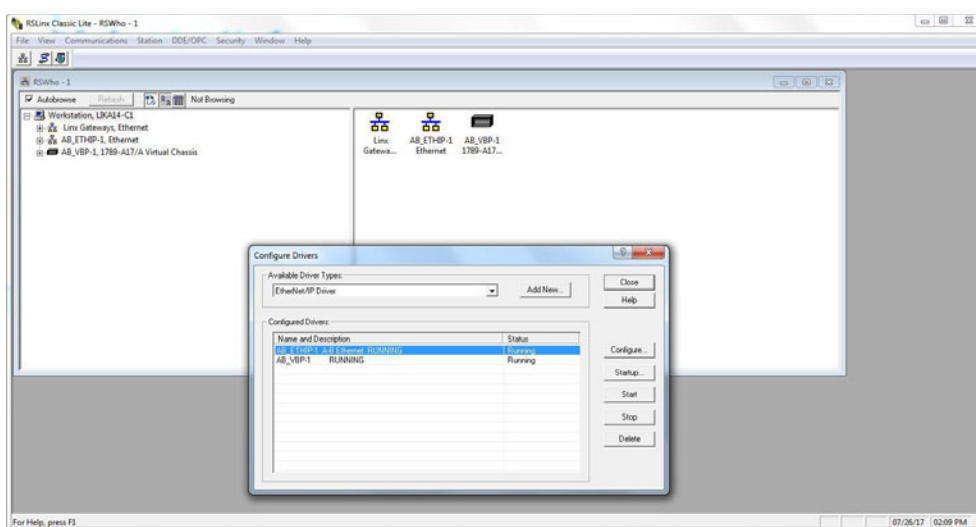 RSLinx Classic Lite - RSWho - 1
File View Communications Station DDE/OPC Security Window Help
RSWho - 1
Autobrowse Refresh Not Browsing
Workstation, LIKA14-C1
Linx Gateways, Ethernet
AB_ETHIP-1, Ethernet
AB_VBP-1, 1789-A17/A Virtual Chassis
Linx Gatewa...
AB_ETHIP-1 Ethernet
AB_VBP-1 1789-A17...
Configure Drivers
Available Driver Types:
EtherNet/IP Driver
Add New...
Close
Help
Configured Drivers:
Name and Description Status
AB_ETHIP-1 A-B Ethernet RUNNING Running
AB_VBP-1 RUNNING Running
Configure...
Startup...
Start
Stop
Delete
For Help, press F1
07/26/17 02:09 PM